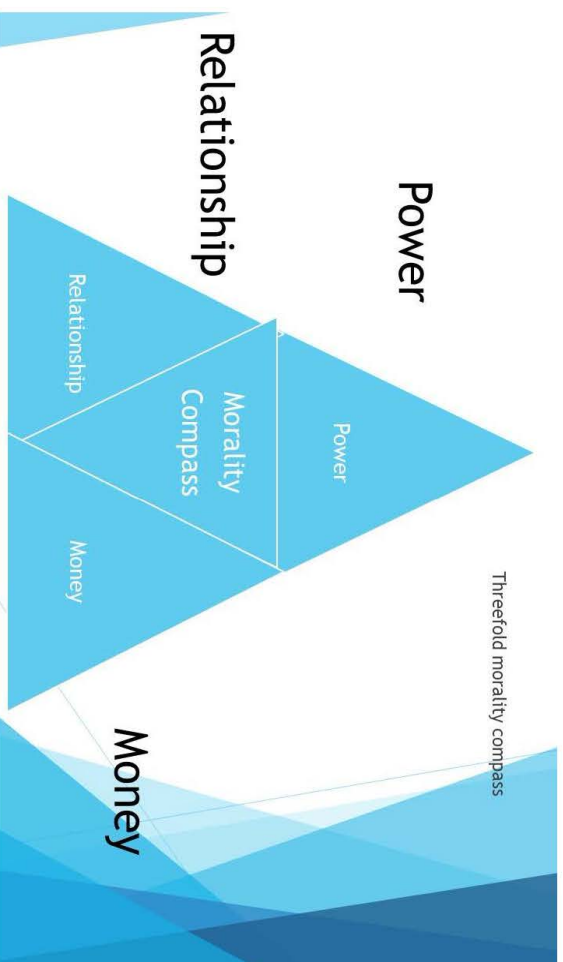 Threefold morality compass
Power
Power
Relationship
Morality
Compass
Relationship
Money
Money